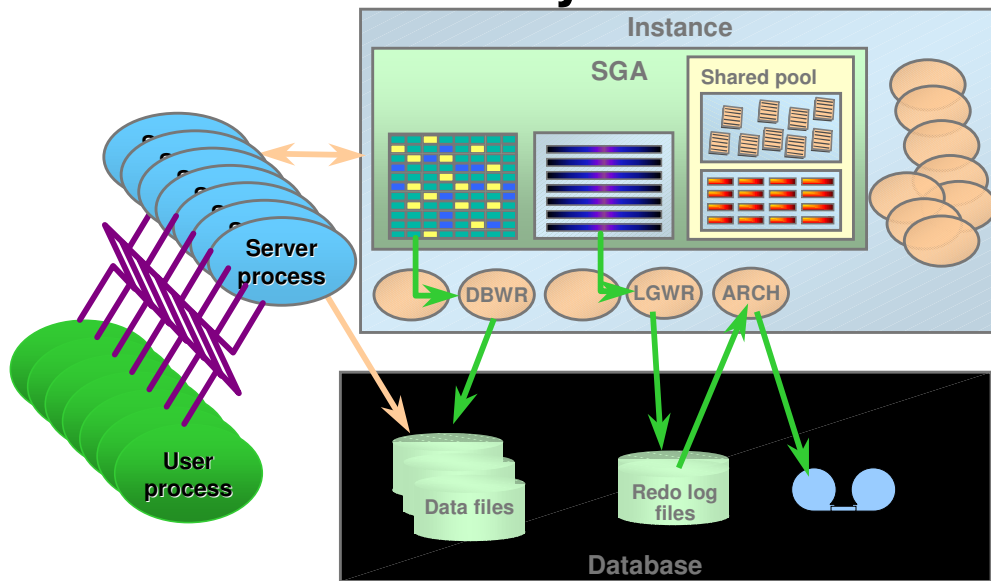 Instance
SGA
Shared pool
Server
process
DBWR
LGWR
ARCH
User
process
Data files
Redo log
files
Database